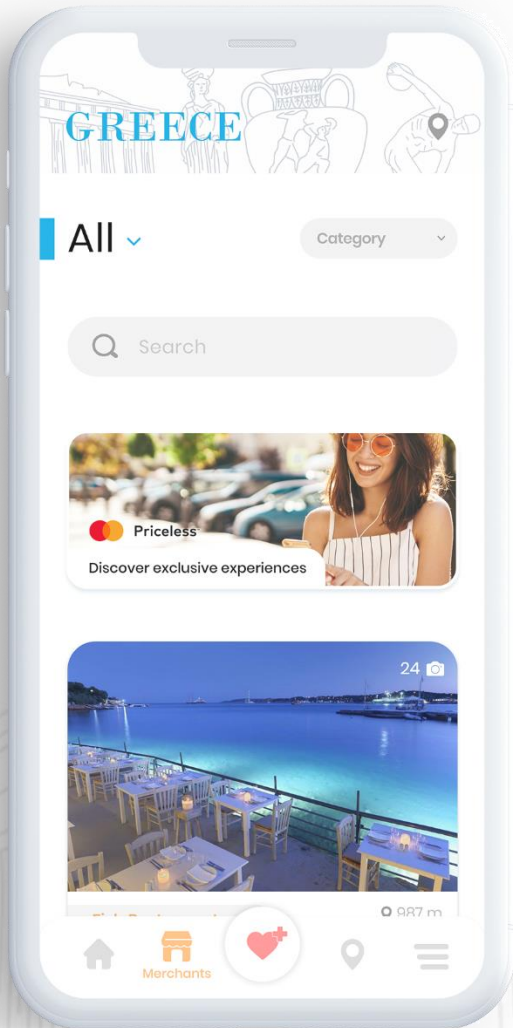 GREECE
All
Category
Search
Priceless
Discover exclusive experiences
24
987 m
Merchants